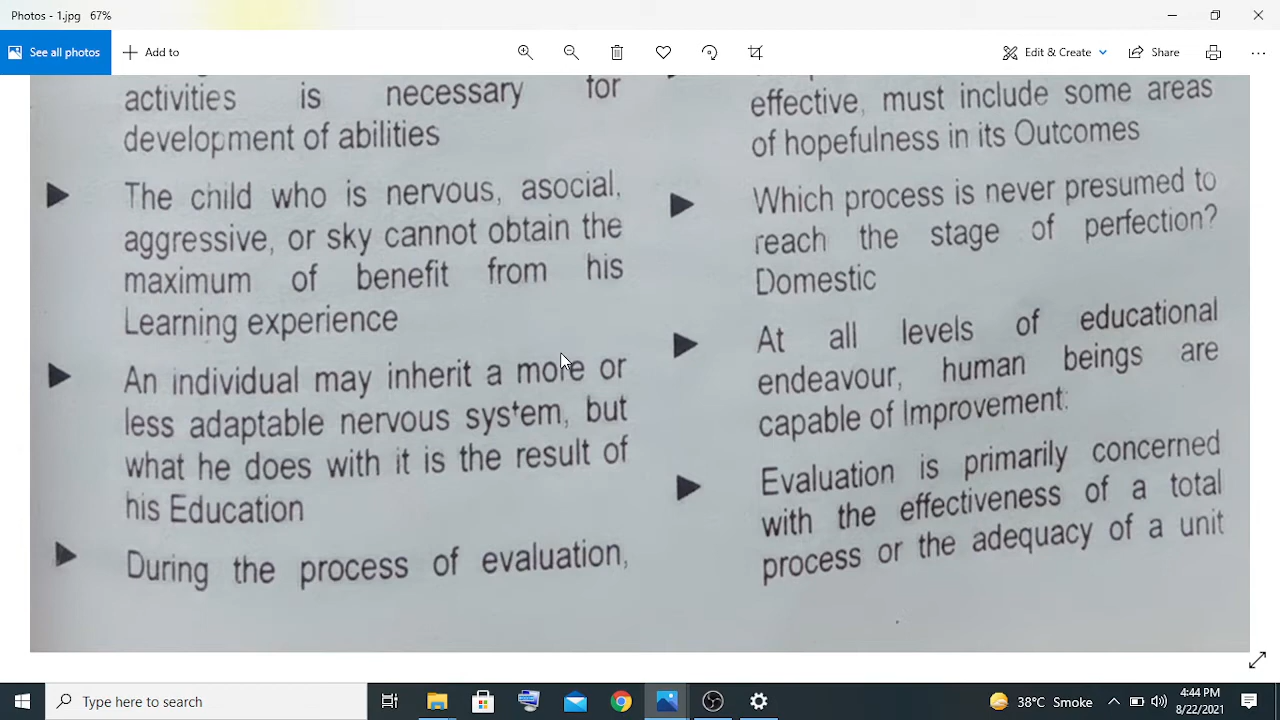 Photos - 1.jpg 67%
See all photos
Add to
Edit & Create
Share
activities is necessary for
development of abilities
The child who is nervous, asocial,
aggressive, or sky cannot obtain the
maximum of benefit from his
Learning experience
An individual may inherit a more or
less adaptable nervous system, but
what he does with it is the result of
his Education
During the process of evaluation,
effective, must include some areas
of hopefulness in its Outcomes
Which process is never presumed to
reach the stage of perfection?
Domestic
At all levels of educational
endeavour, human beings are
capable of Improvement.
Evaluation is primarily concerned
with the effectiveness of a total
process or the adequacy of a unit
Type here to search
38°C Smoke
4:44 PM
8/22/2021